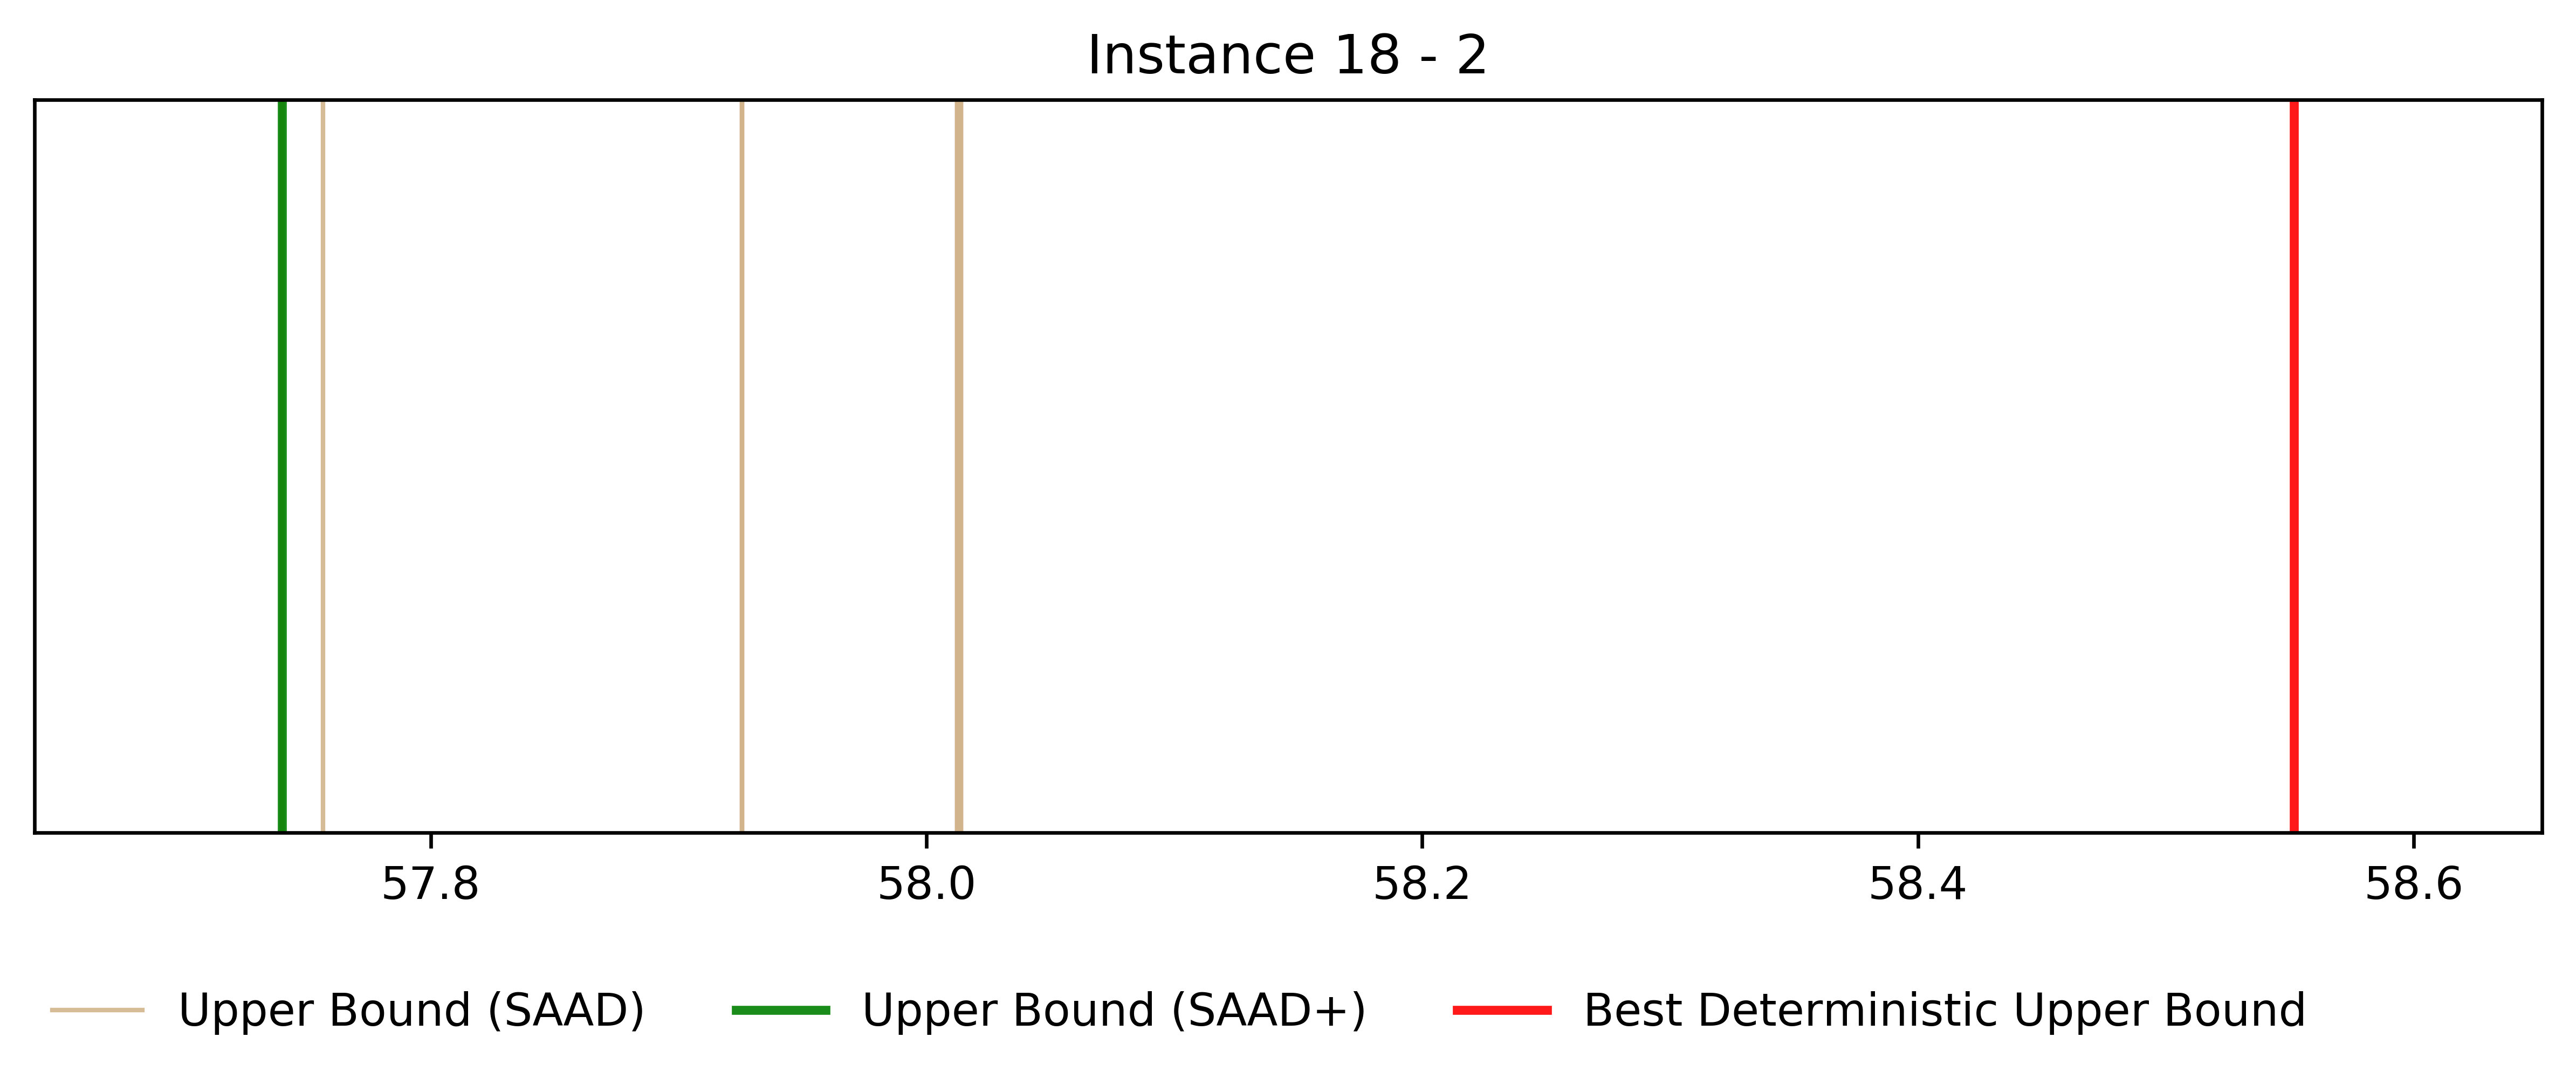 Instance 18 - 2
57.8 58.0 58.2 58.4 58.6
Upper Bound (SAAD) Upper Bound (SAAD+) Best Deterministic Upper Bound